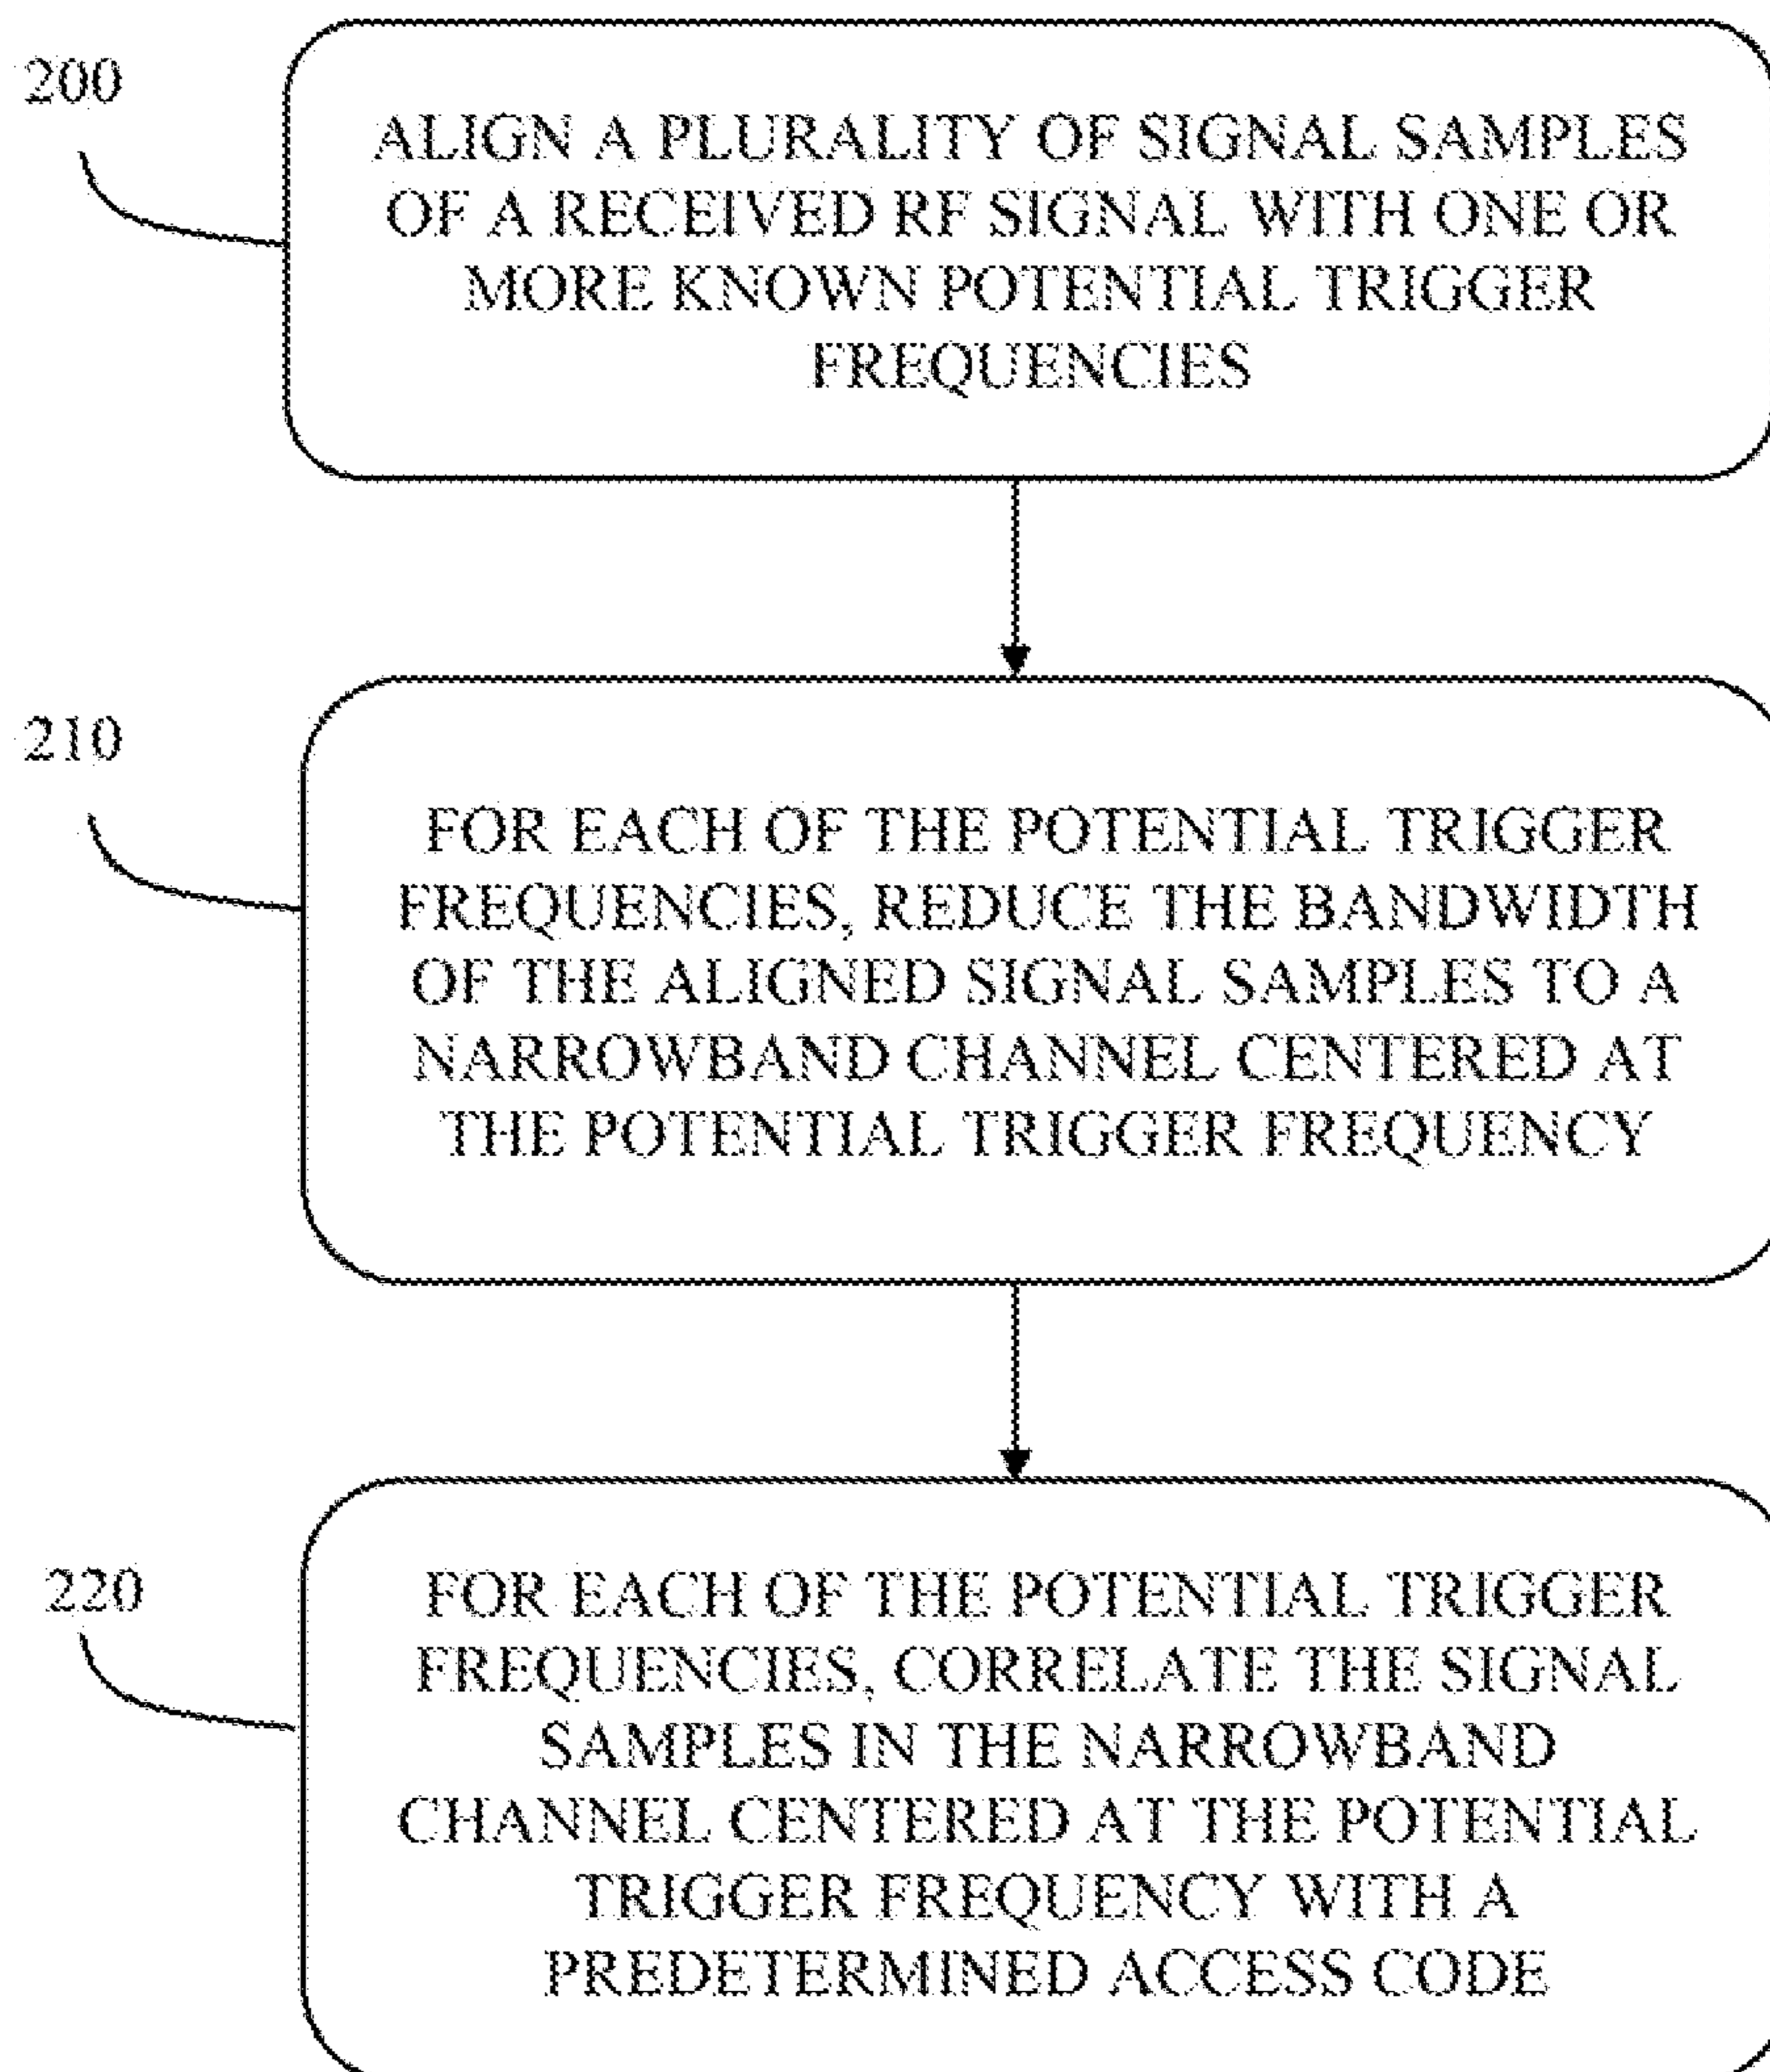 200
ALIGN A PLURALITY OF SIGNAL SAMPLES
OF A RECEIVED RF SIGNAL WITH ONE OR
MORE KNOWN POTENTIAL TRIGGER
FREQUENCIES
210
FOR EACH OF THE POTENTIAL TRIGGER
FREQUENCIES, REDUCE THE BANDWIDTH
OF THE ALIGNED SIGNAL SAMPLES TO A
NARROWBAND CHANNEL CENTERED AT
THE POTENTIAL TRIGGER FREQUENCY
220
FOR EACH OF THE POTENTIAL TRIGGER
FREQUENCIES, CORRELATE THE SIGNAL
SAMPLES IN THE NARROWBAND
CHANNEL CENTERED AT THE POTENTIAL
TRIGGER FREQUENCY WITH A
PREDETERMINED ACCESS CODE